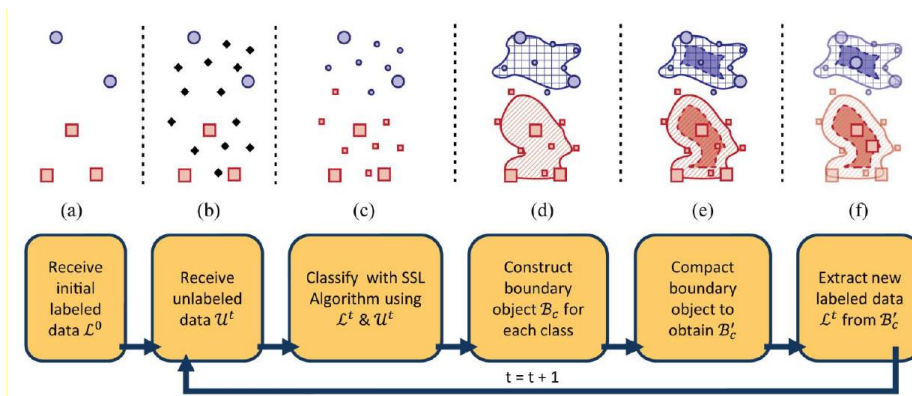 (a) (b) (c) (d) (e) (f)
Receive
initial
labeled
data ℒ⁰
Receive
unlabeled
data 𝒰ᵗ
Classify with SSL
Algorithm using
ℒᵗ & 𝒰ᵗ
Construct
boundary
object ℬ_c for
each class
Compact
boundary
object to
obtain ℬ′_c
Extract new
labeled data
ℒᵗ from ℬ′_c
t = t + 1